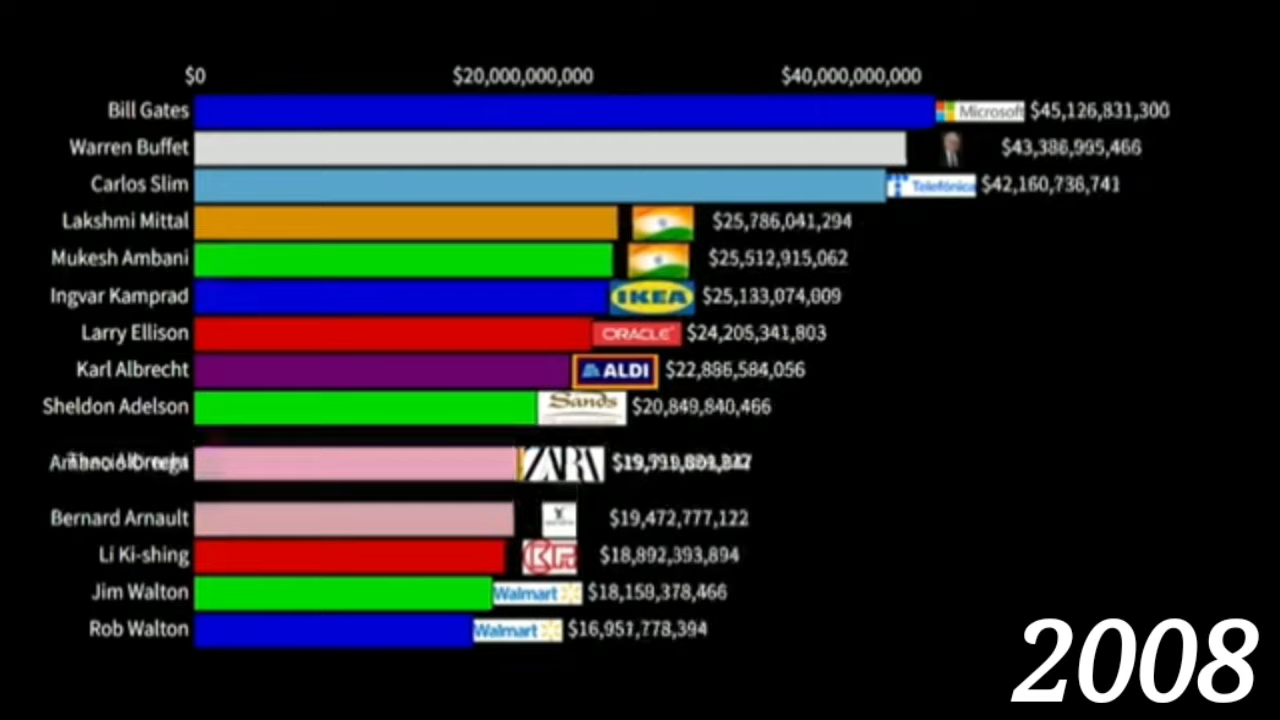 $0 $20,000,000,000 $40,000,000,000
Bill Gates Microsoft $45,126,831,300
Warren Buffet $43,386,995,466
Carlos Slim Telefónica $42,160,736,741
Lakshmi Mittal $25,786,041,294
Mukesh Ambani $25,512,915,062
Ingvar Kamprad IKEA $25,133,074,009
Larry Ellison ORACLE $24,205,341,803
Karl Albrecht ALDI $22,886,584,056
Sheldon Adelson Sands $20,849,840,466
ZARA
Bernard Arnault $19,472,777,122
Li Ki-shing $18,892,393,894
Jim Walton Walmart $18,159,378,466
Rob Walton Walmart $16,951,778,394
2008